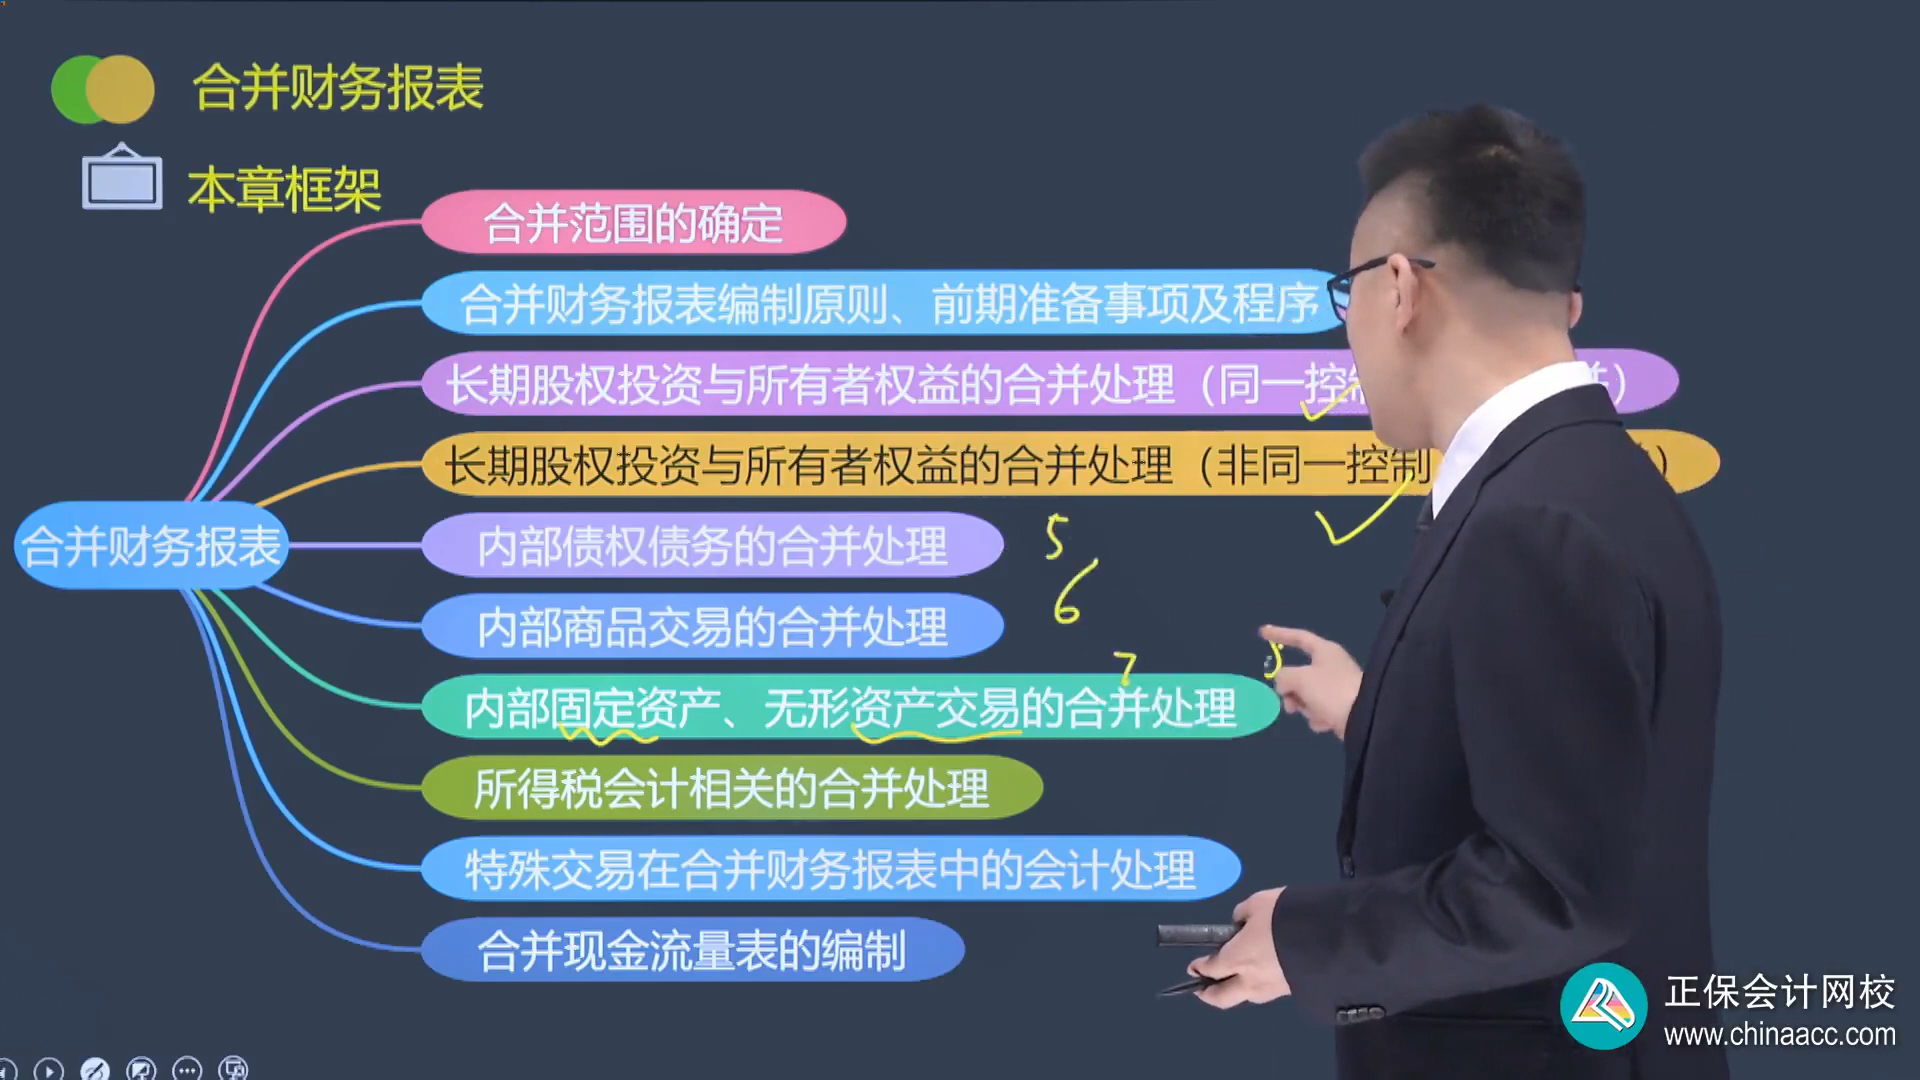 合并财务报表
本章框架
合并范围的确定
合并财务报表编制原则、前期准备事项及程序
长期股权投资与所有者权益的合并处理（同一控制
）
长期股权投资与所有者权益的合并处理（非同一控制
）
合并财务报表
内部债权债务的合并处理
5
内部商品交易的合并处理
6
7
内部固定资产、无形资产交易的合并处理
所得税会计相关的合并处理
特殊交易在合并财务报表中的会计处理
合并现金流量表的编制
正保会计网校
www.chinaacc.com